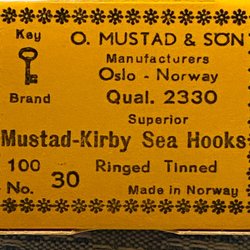 Key
Brand
O. MUSTAD & SÖN
Manufacturers
Oslo - Norway
Qual. 2330
Superior
Mustad-Kirby Sea Hooks
100 Ringed Tinned
No. 30 Made in Norway